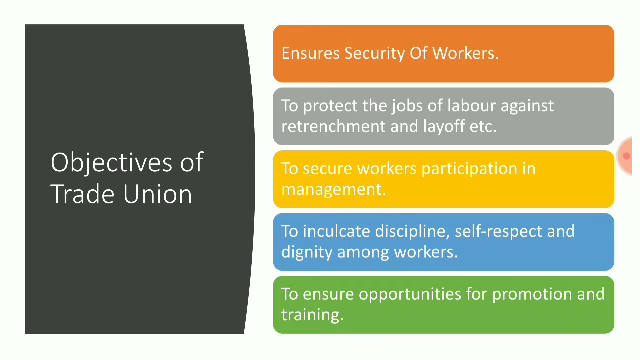 Objectives of
Trade Union
Ensures Security Of Workers.
To protect the jobs of labour against
retrenchment and layoff etc.
To secure workers participation in
management.
To inculcate discipline, self-respect and
dignity among workers.
To ensure opportunities for promotion and
training.